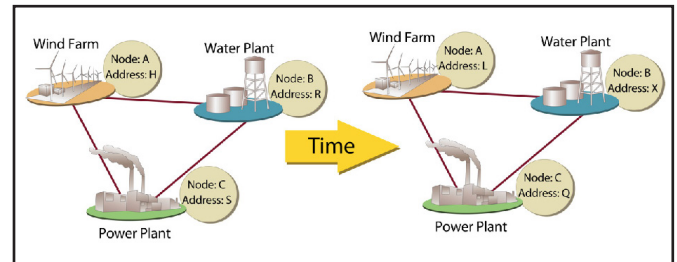 Wind Farm
Node: A
Address: H
Water Plant
Node: B
Address: R
Node: C
Address: S
Power Plant
Time
Wind Farm
Node: A
Address: L
Water Plant
Node: B
Address: X
Node: C
Address: Q
Power Plant